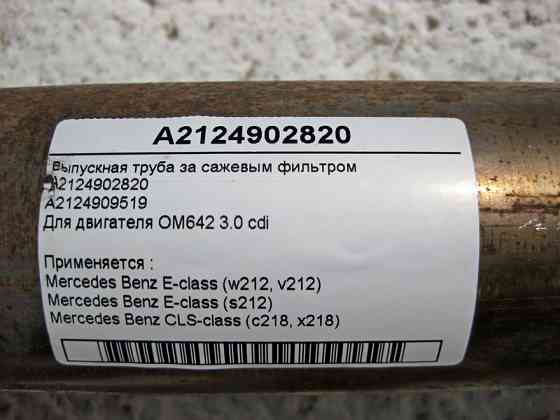 A2124902820
Выпускная труба за сажевым фильтром
A2124902820
A2124909519
Для двигателя OM642 3.0 cdi
Применяется :
Mercedes Benz E-class (w212, v212)
Mercedes Benz E-class (s212)
Mercedes Benz CLS-class (c218, x218)